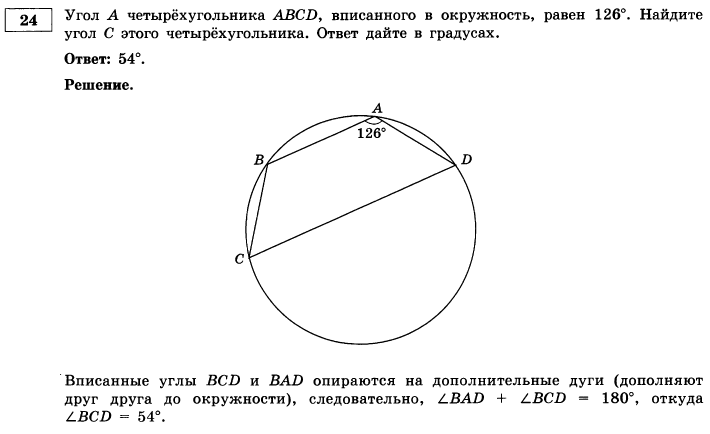 24
Угол A четырёхугольника ABCD, вписанного в окружность, равен 126°. Найдите
угол C этого четырёхугольника. Ответ дайте в градусах.
Ответ: 54°.
Решение.
A
126°
B
D
C
Вписанные углы BCD и BAD опираются на дополнительные дуги (дополняют
друг друга до окружности), следовательно, ∠BAD + ∠BCD = 180°, откуда
∠BCD = 54°.